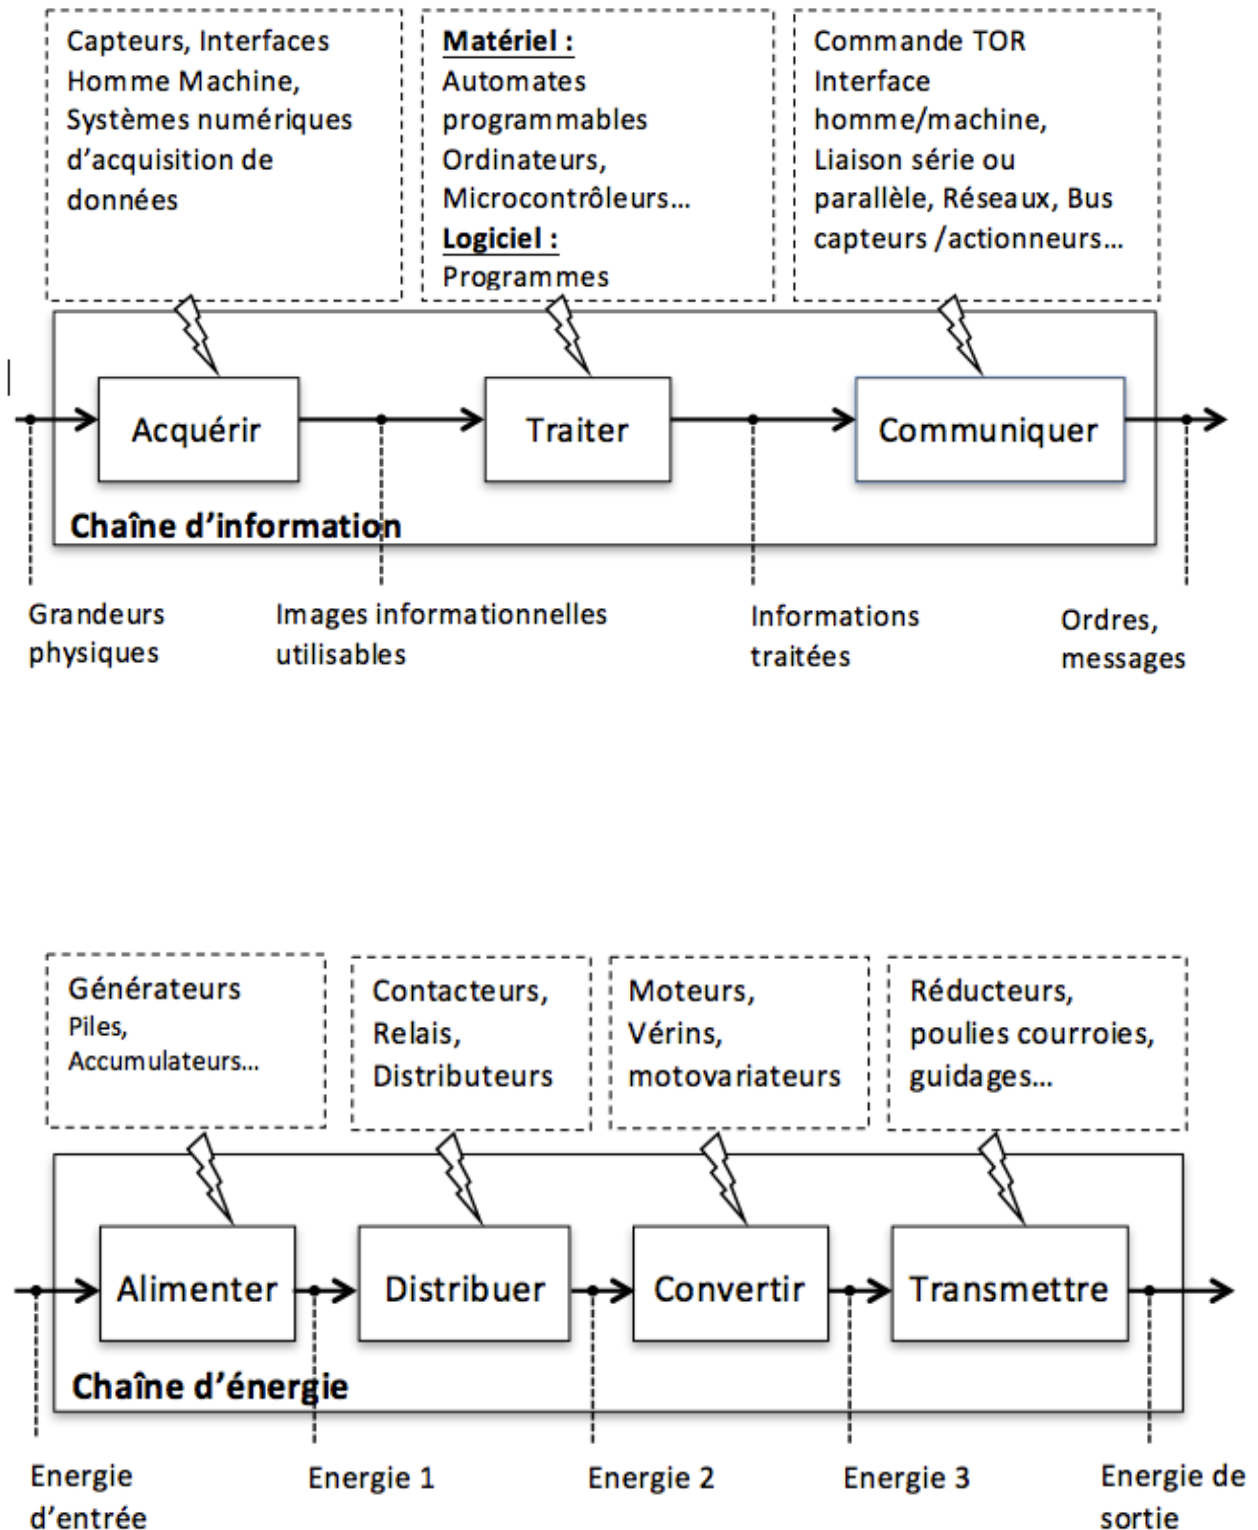 Capteurs, Interfaces
Homme Machine,
Systèmes numériques
d'acquisition de
données
Matériel :
Automates
programmables
Ordinateurs,
Microcontrôleurs...
Logiciel :
Programmes
Commande TOR
Interface
homme/machine,
Liaison série ou
parallèle, Réseaux, Bus
capteurs /actionneurs...
Acquérir
Traiter
Communiquer
Chaîne d'information
Grandeurs
physiques
Images informationnelles
utilisables
Informations
traitées
Ordres,
messages
Générateurs
Piles,
Accumulateurs...
Contacteurs,
Relais,
Distributeurs
Moteurs,
Vérins,
motovariateurs
Réducteurs,
poulies courroies,
guidages...
Alimenter
Distribuer
Convertir
Transmettre
Chaîne d'énergie
Energie
d'entrée
Energie 1
Energie 2
Energie 3
Energie de
sortie